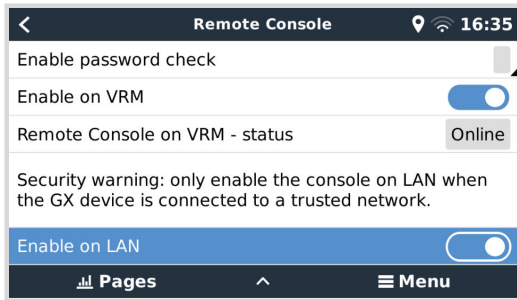 Remote Console 16:35
Enable password check
Enable on VRM
Remote Console on VRM - status Online
Security warning: only enable the console on LAN when
the GX device is connected to a trusted network.
Enable on LAN
Pages Menu